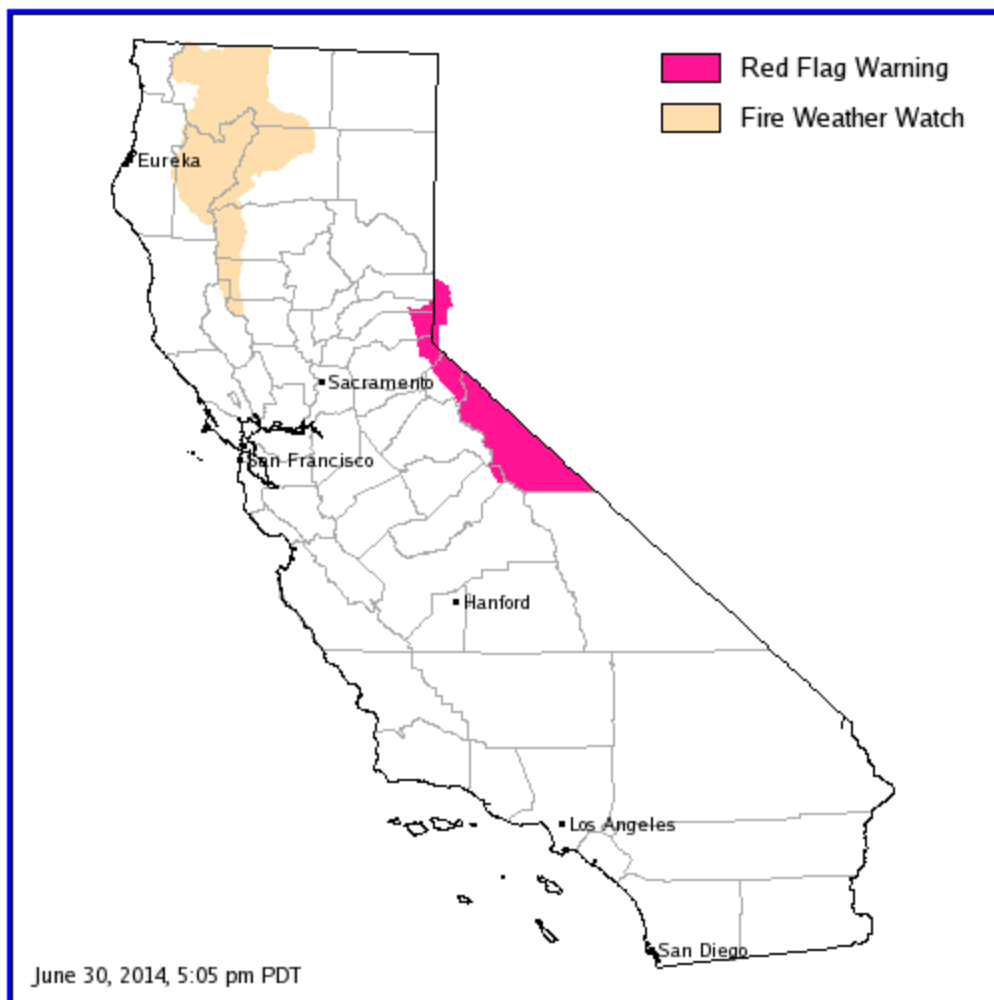 Red Flag Warning
Fire Weather Watch
Eureka
Sacramento
San Francisco
Hanford
Los Angeles
San Diego
June 30, 2014, 5:05 pm PDT